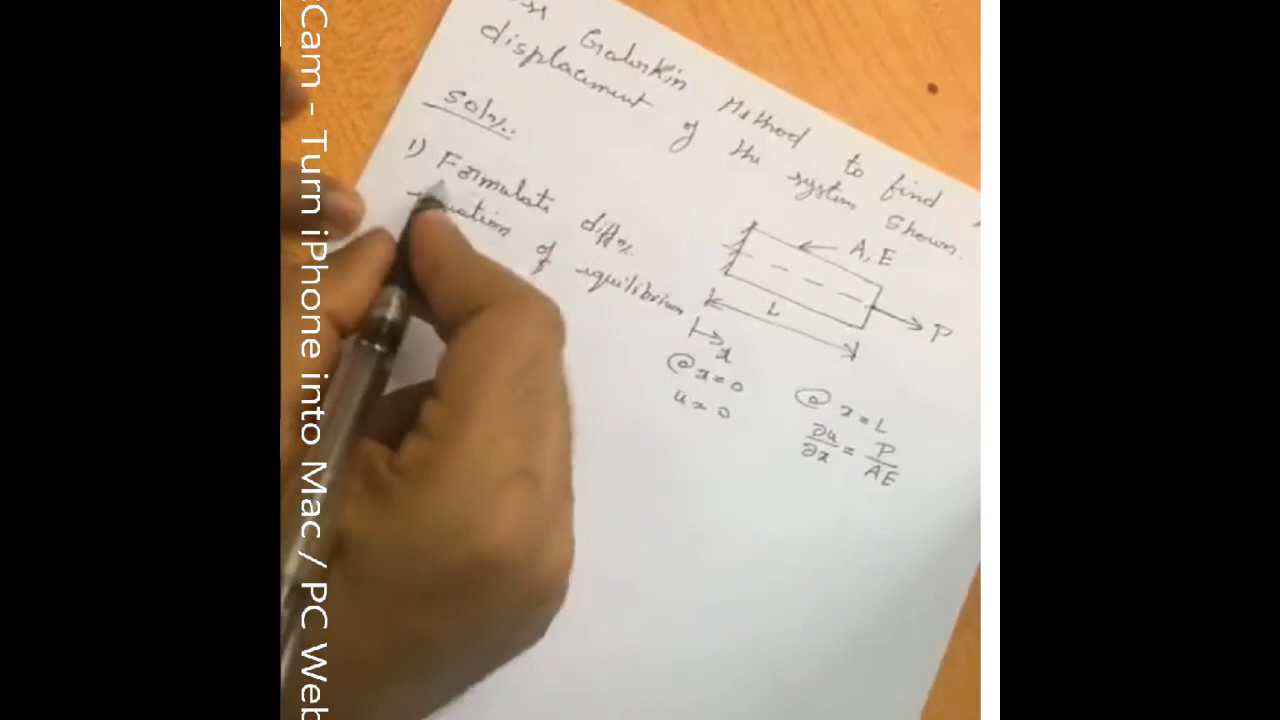 Galerkin Method to find
displacement of the system shown.
Soln.
1) Formulate diffn.
equation of equilibrium
A, E
L
P
x
@ x = 0
u = 0
@ x = L
∂u/∂x = P/AE
Cam - Turn iPhone into Mac / PC Web